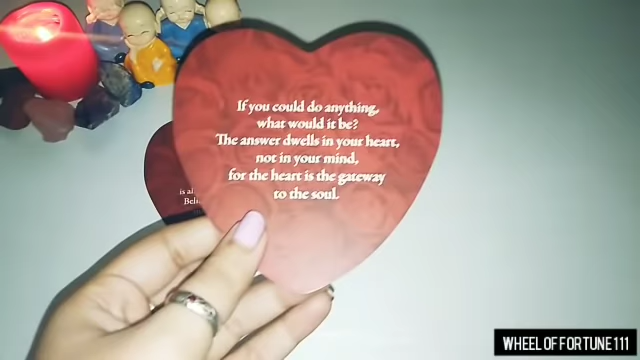 If you could do anything,
what would it be?
The answer dwells in your heart,
not in your mind,
for the heart is the gateway
to the soul.
is al
WHEEL OF FORTUNE 111